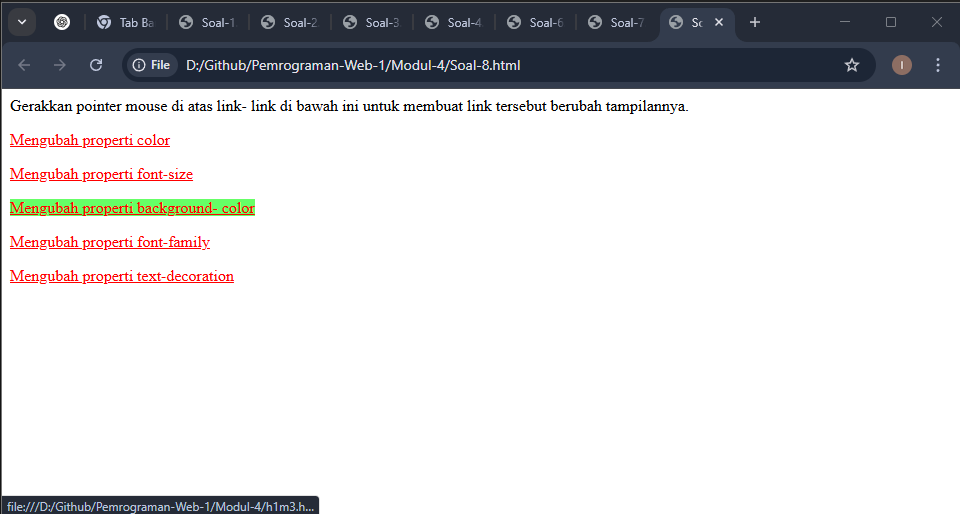 Tab Ba
Soal-1
Soal-2
Soal-3.
Soal-4
Soal-6
Soal-7
So
File
D:/Github/Pemrograman-Web-1/Modul-4/Soal-8.html
I
Gerakkan pointer mouse di atas link- link di bawah ini untuk membuat link tersebut berubah tampilannya.
Mengubah properti color
Mengubah properti font-size
Mengubah properti background- color
Mengubah properti font-family
Mengubah properti text-decoration
file:///D:/Github/Pemrograman-Web-1/Modul-4/h1m3.h...